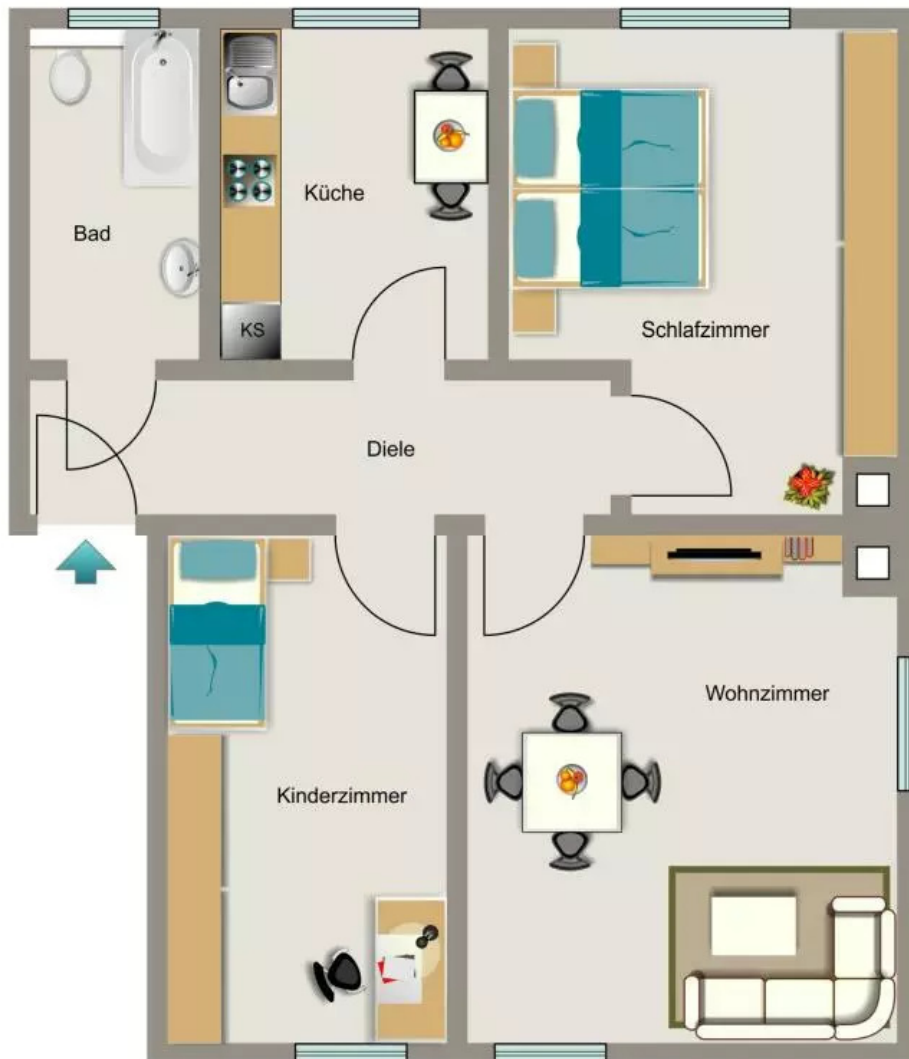 Küche
Bad
KS
Schlafzimmer
Diele
Wohnzimmer
Kinderzimmer